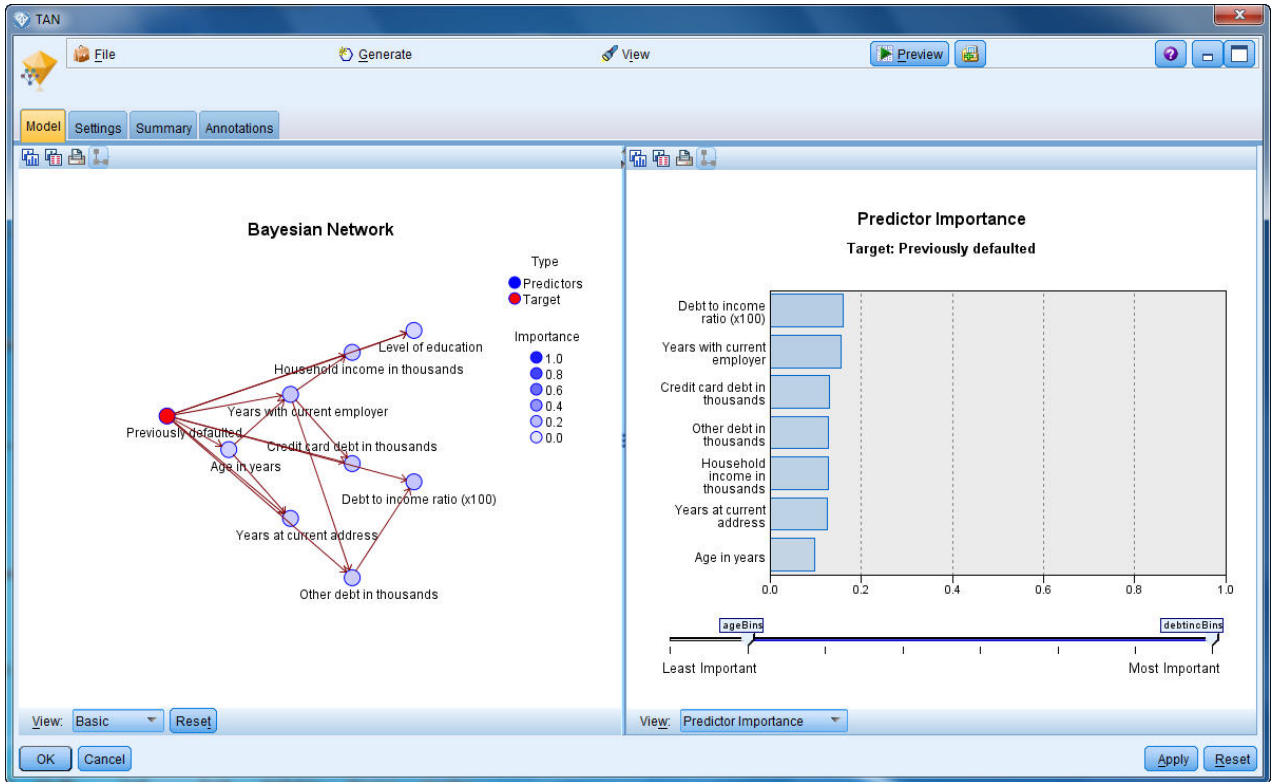 TAN
File
Generate
View
Preview
Model
Settings
Summary
Annotations
Bayesian Network
Type
Predictors
Target
Importance
1.0
0.8
0.6
0.4
0.2
0.0
Level of education
Household income in thousands
Years with current employer
Previously defaulted
Credit card debt in thousands
Age in years
Debt to income ratio (x100)
Years at current address
Other debt in thousands
View:
Basic
Reset
Predictor Importance
Target: Previously defaulted
Debt to income
ratio (x100)
Years with current
employer
Credit card debt in
thousands
Other debt in
thousands
Household
income in
thousands
Years at current
address
Age in years
0.0
0.2
0.4
0.6
0.8
1.0
ageBins
debtincBins
Least Important
Most Important
View:
Predictor Importance
OK
Cancel
Apply
Reset